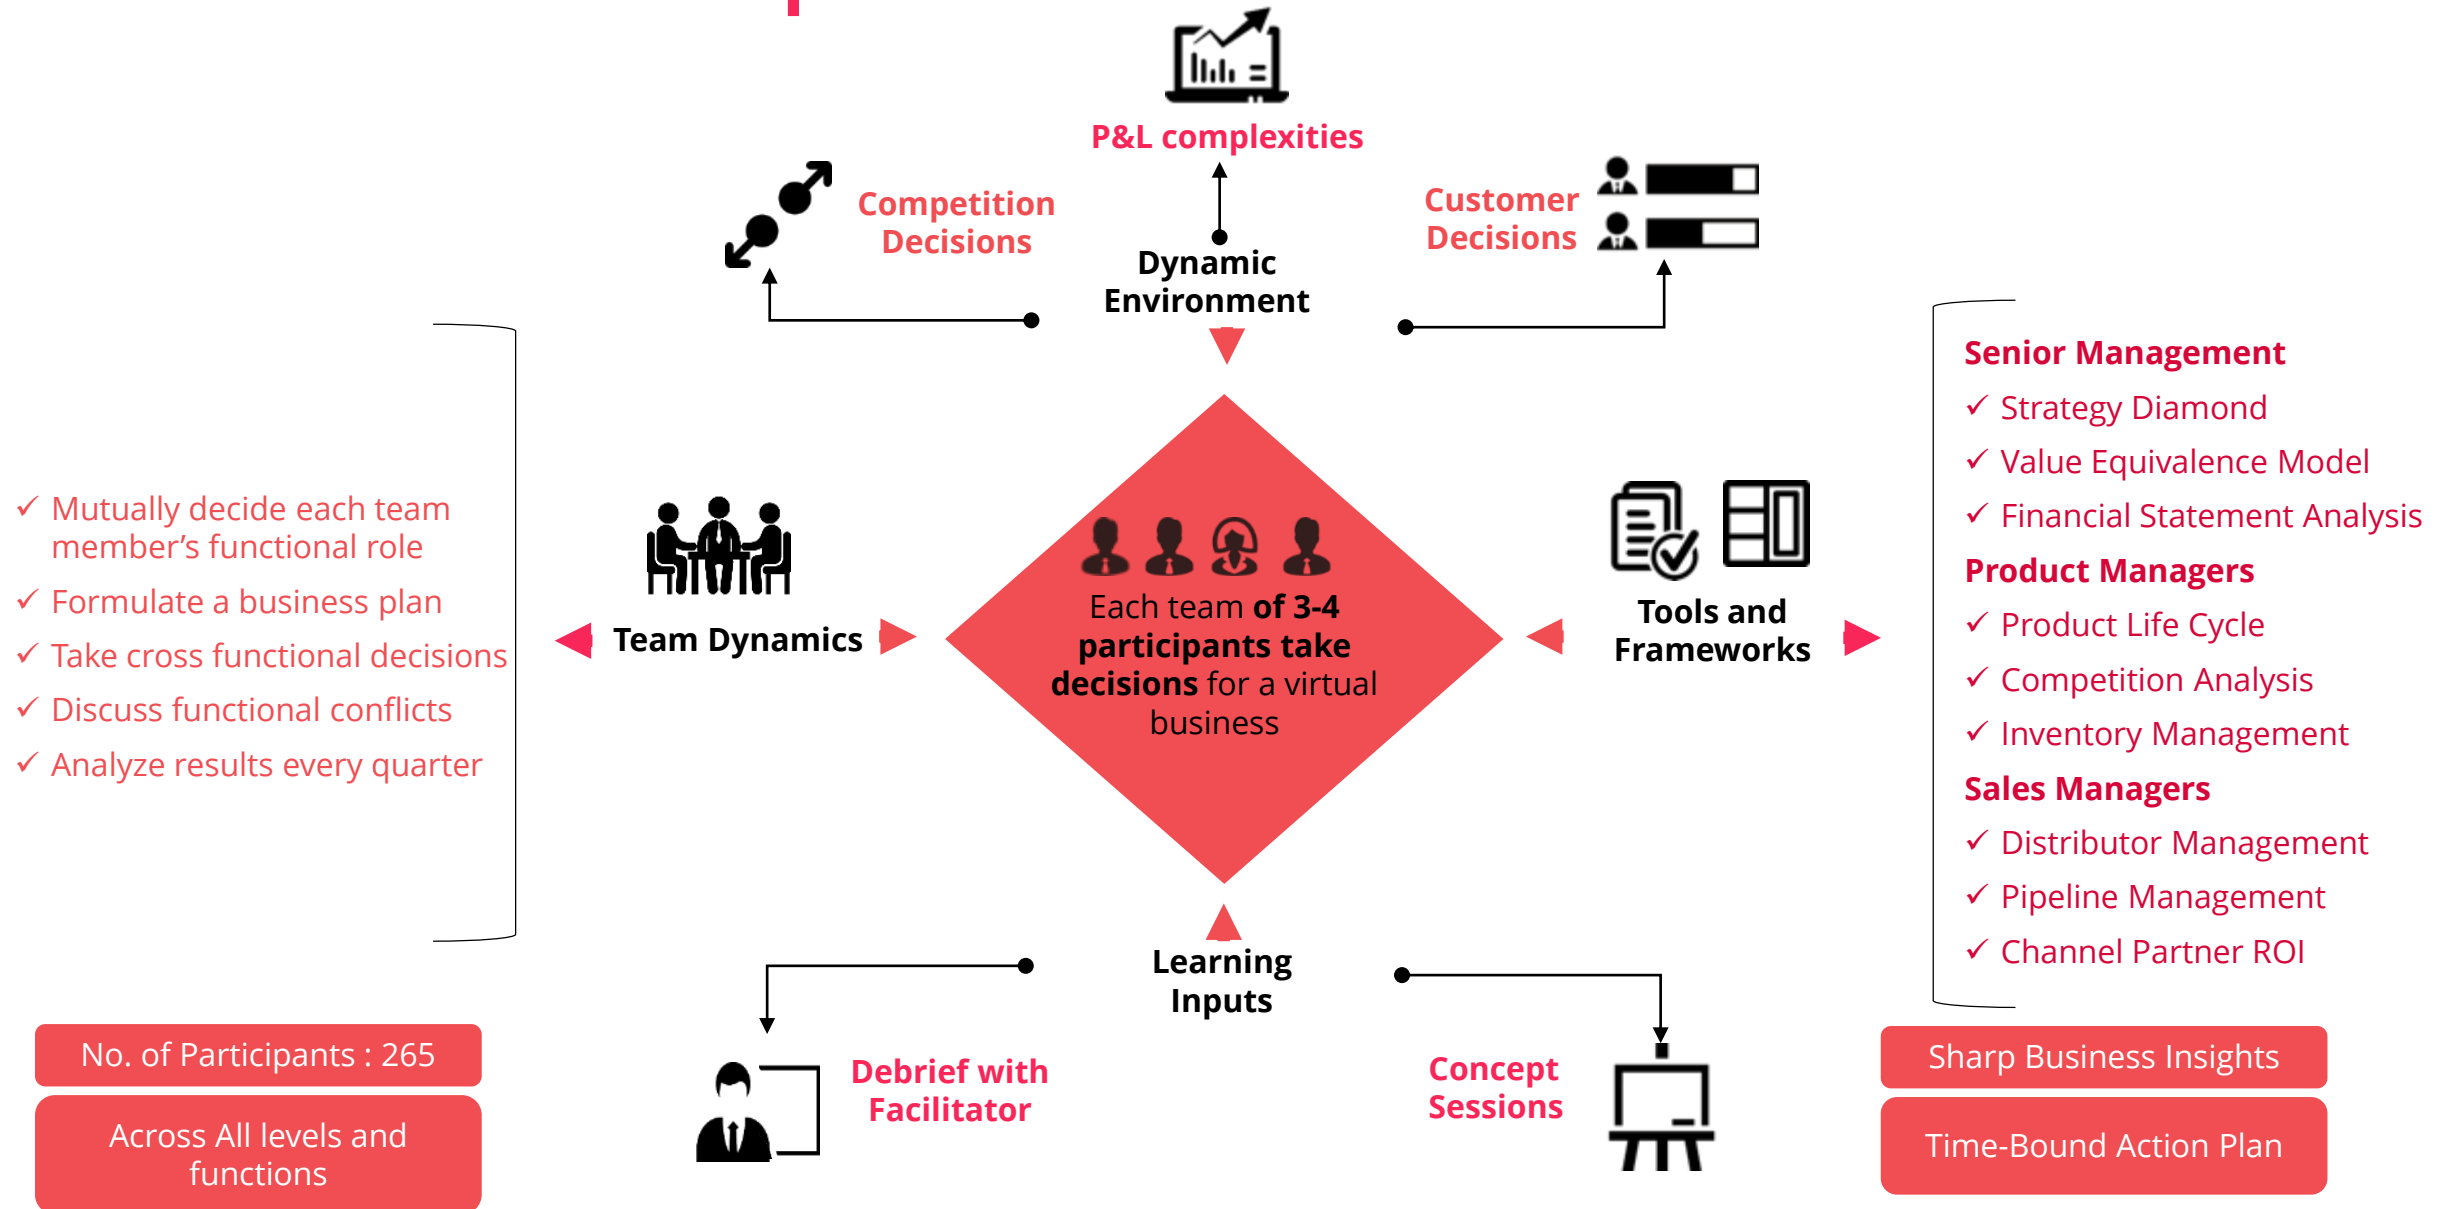 P&L complexities
Competition
Decisions
Customer
Decisions
Dynamic
Environment
Mutually decide each team
member’s functional role
Formulate a business plan
Take cross functional decisions
Discuss functional conflicts
Analyze results every quarter
Team Dynamics
Each team of 3-4
participants take
decisions for a virtual
business
Tools and
Frameworks
Senior Management
Strategy Diamond
Value Equivalence Model
Financial Statement Analysis
Product Managers
Product Life Cycle
Competition Analysis
Inventory Management
Sales Managers
Distributor Management
Pipeline Management
Channel Partner ROI
Learning
Inputs
Debrief with
Facilitator
Concept
Sessions
No. of Participants : 265
Across All levels and
functions
Sharp Business Insights
Time-Bound Action Plan